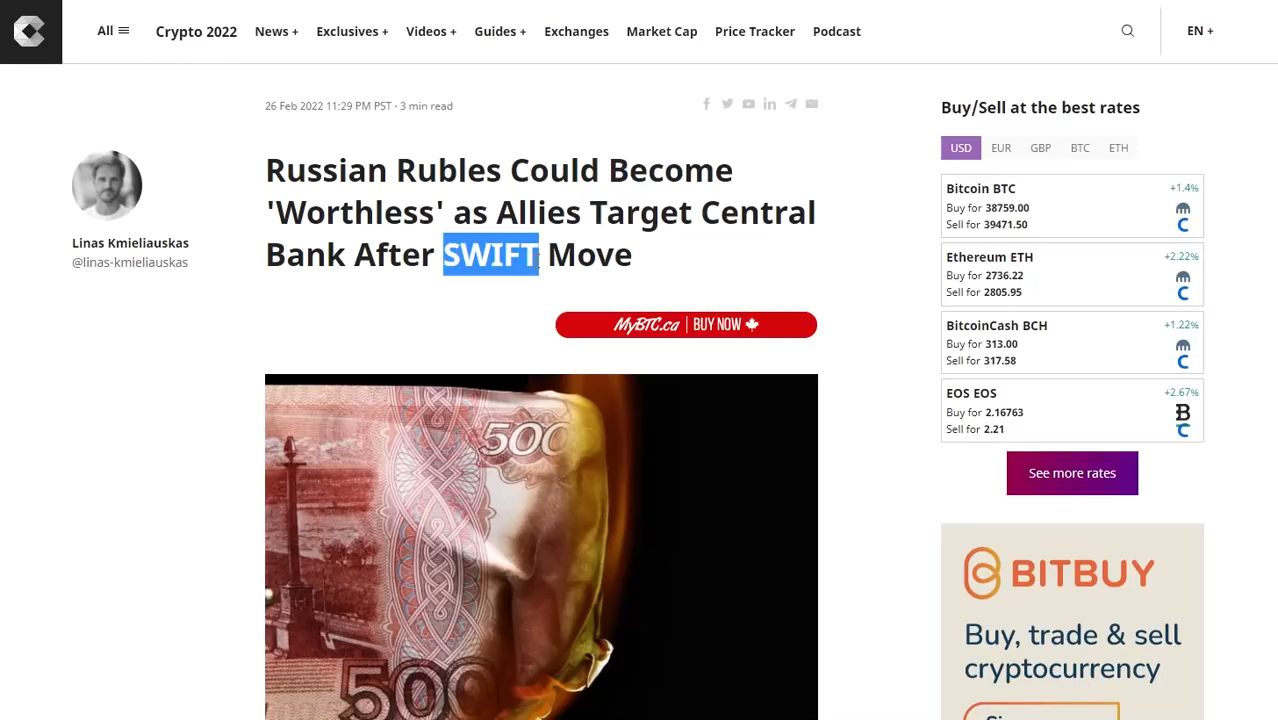 All
Crypto 2022
News +
Exclusives +
Videos +
Guides +
Exchanges
Market Cap
Price Tracker
Podcast
EN +
26 Feb 2022 11:29 PM PST · 3 min read
Linas Kmieliauskas
@linas-kmieliauskas
Russian Rubles Could Become
'Worthless' as Allies Target Central
Bank After SWIFT Move
MyBTC.ca | BUY NOW
500
500
Buy/Sell at the best rates
USD EUR GBP BTC ETH
Bitcoin BTC +1.4%
Buy for 38759.00
Sell for 39471.50
Ethereum ETH +2.22%
Buy for 2736.22
Sell for 2805.95
BitcoinCash BCH +1.22%
Buy for 313.00
Sell for 317.58
EOS EOS +2.67%
Buy for 2.16763
Sell for 2.21
See more rates
BITBUY
Buy, trade & sell
cryptocurrency